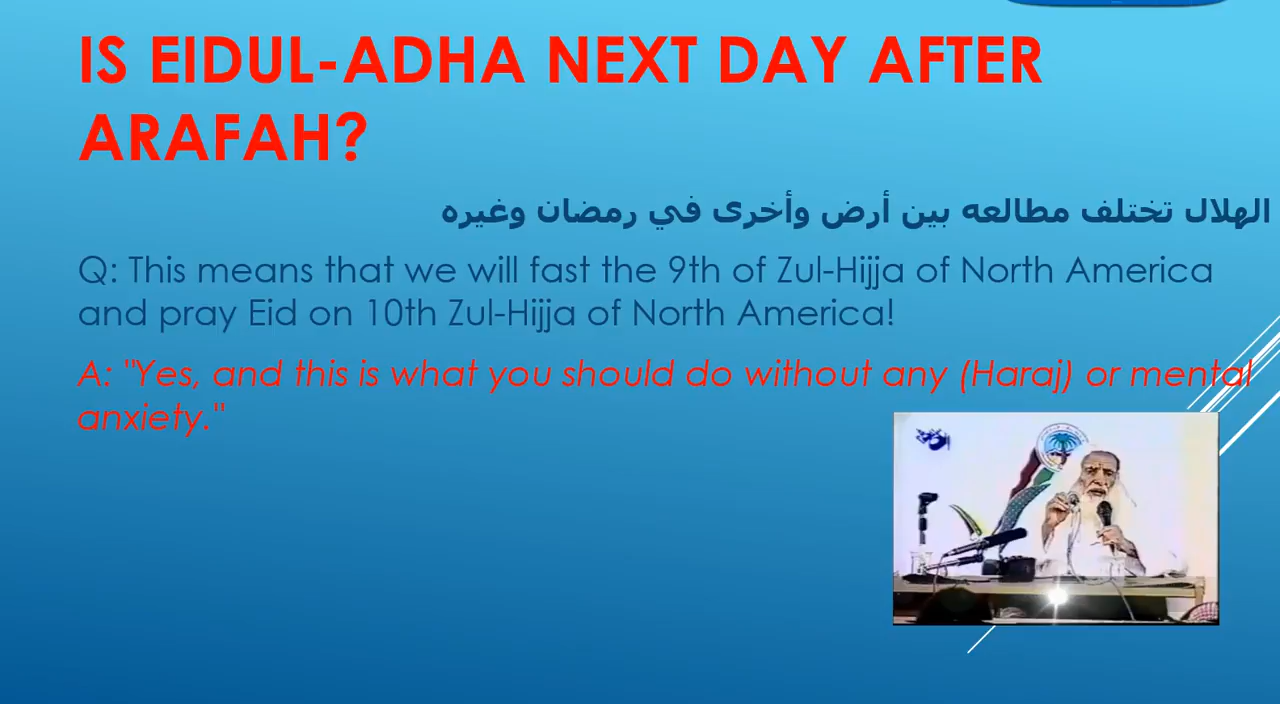 IS EIDUL-ADHA NEXT DAY AFTER
ARAFAH?
الهلال تختلف مطالعه بين أرض وأخرى في رمضان وغيره
Q: This means that we will fast the 9th of Zul-Hijja of North America
and pray Eid on 10th Zul-Hijja of North America!
A: "Yes, and this is what you should do without any (Haraj) or mental
anxiety."